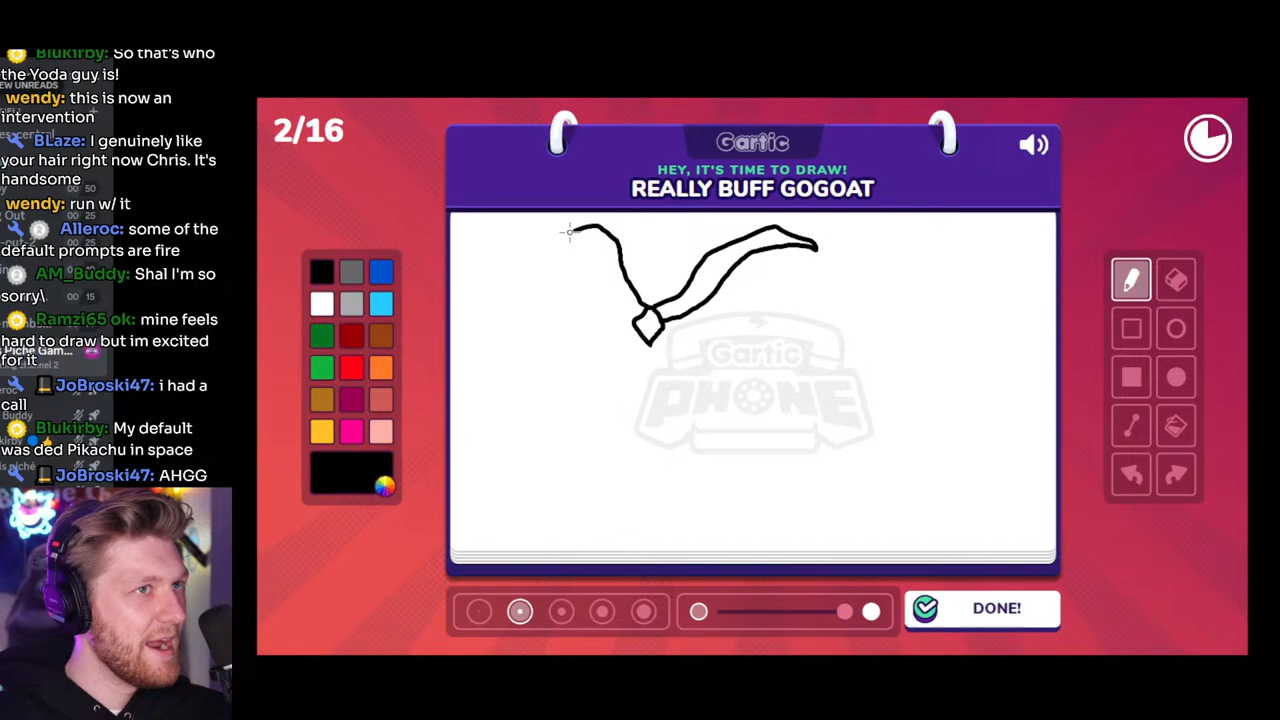 Blukirby: So that's who
the Yoda guy is!
EW UNREADS
wendy: this is now an
intervention
BLaze: I genuinely like
your hair right now Chris. It's
handsome
wendy: run w/ it
Alleroc: some of the
default prompts are fire
AM_Buddy: Shal I'm so
sorry\
Ramzi65 ok: mine feels
hard to draw but im excited
for it
JoBroski47: i had a
call
Blukirby: My default
was ded Pikachu in space
JoBroski47: AHGG
2/16
Gartic
HEY, IT'S TIME TO DRAW!
REALLY BUFF GOGOAT
Gartic
PHONE
DONE!